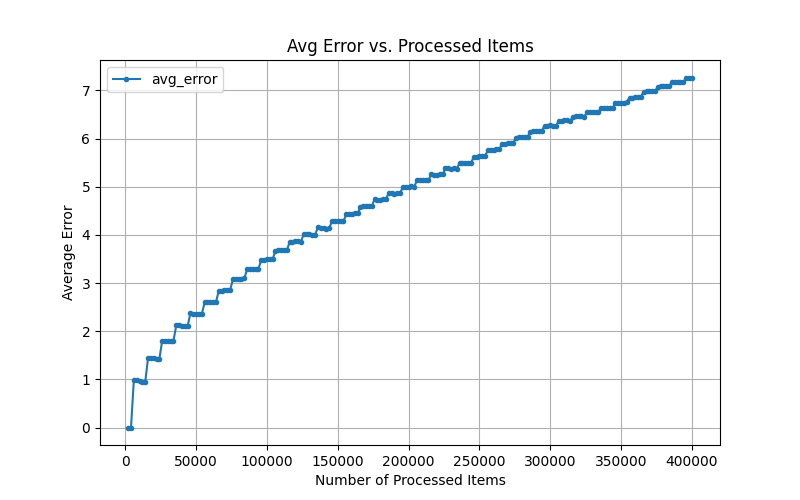 Avg Error vs. Processed Items
avg_error
7
6
5
4
3
2
1
0
Average Error
0 50000 100000 150000 200000 250000 300000 350000 400000
Number of Processed Items